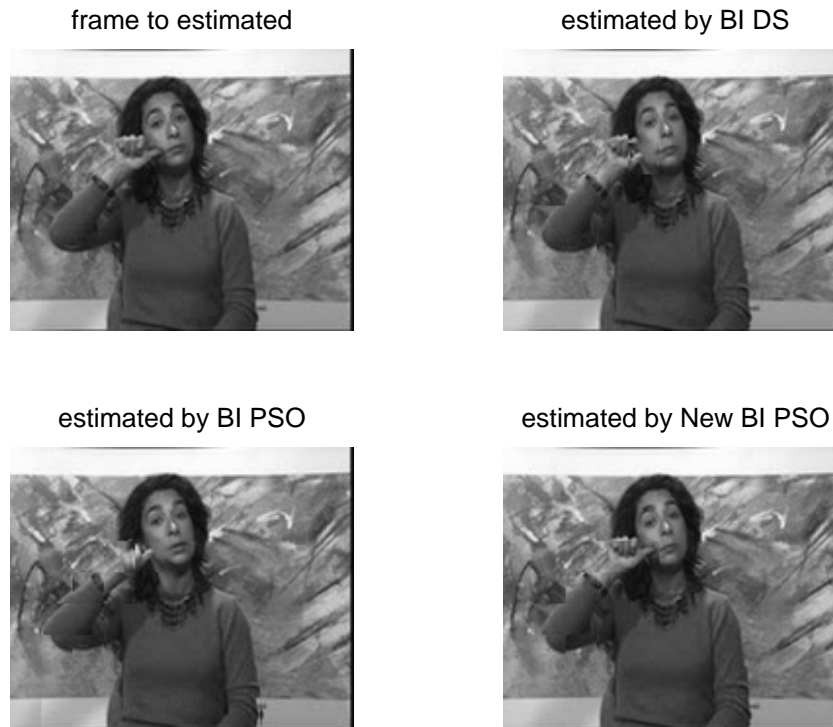 frame to estimated
estimated by BI DS
estimated by BI PSO
estimated by New BI PSO